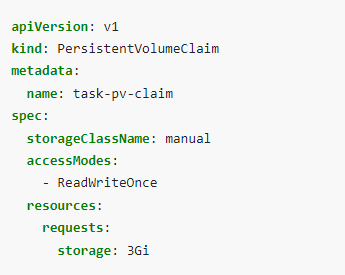 apiVersion: v1
kind: PersistentVolumeClaim
metadata:
  name: task-pv-claim
spec:
  storageClassName: manual
  accessModes:
    - ReadWriteOnce
  resources:
    requests:
      storage: 3Gi